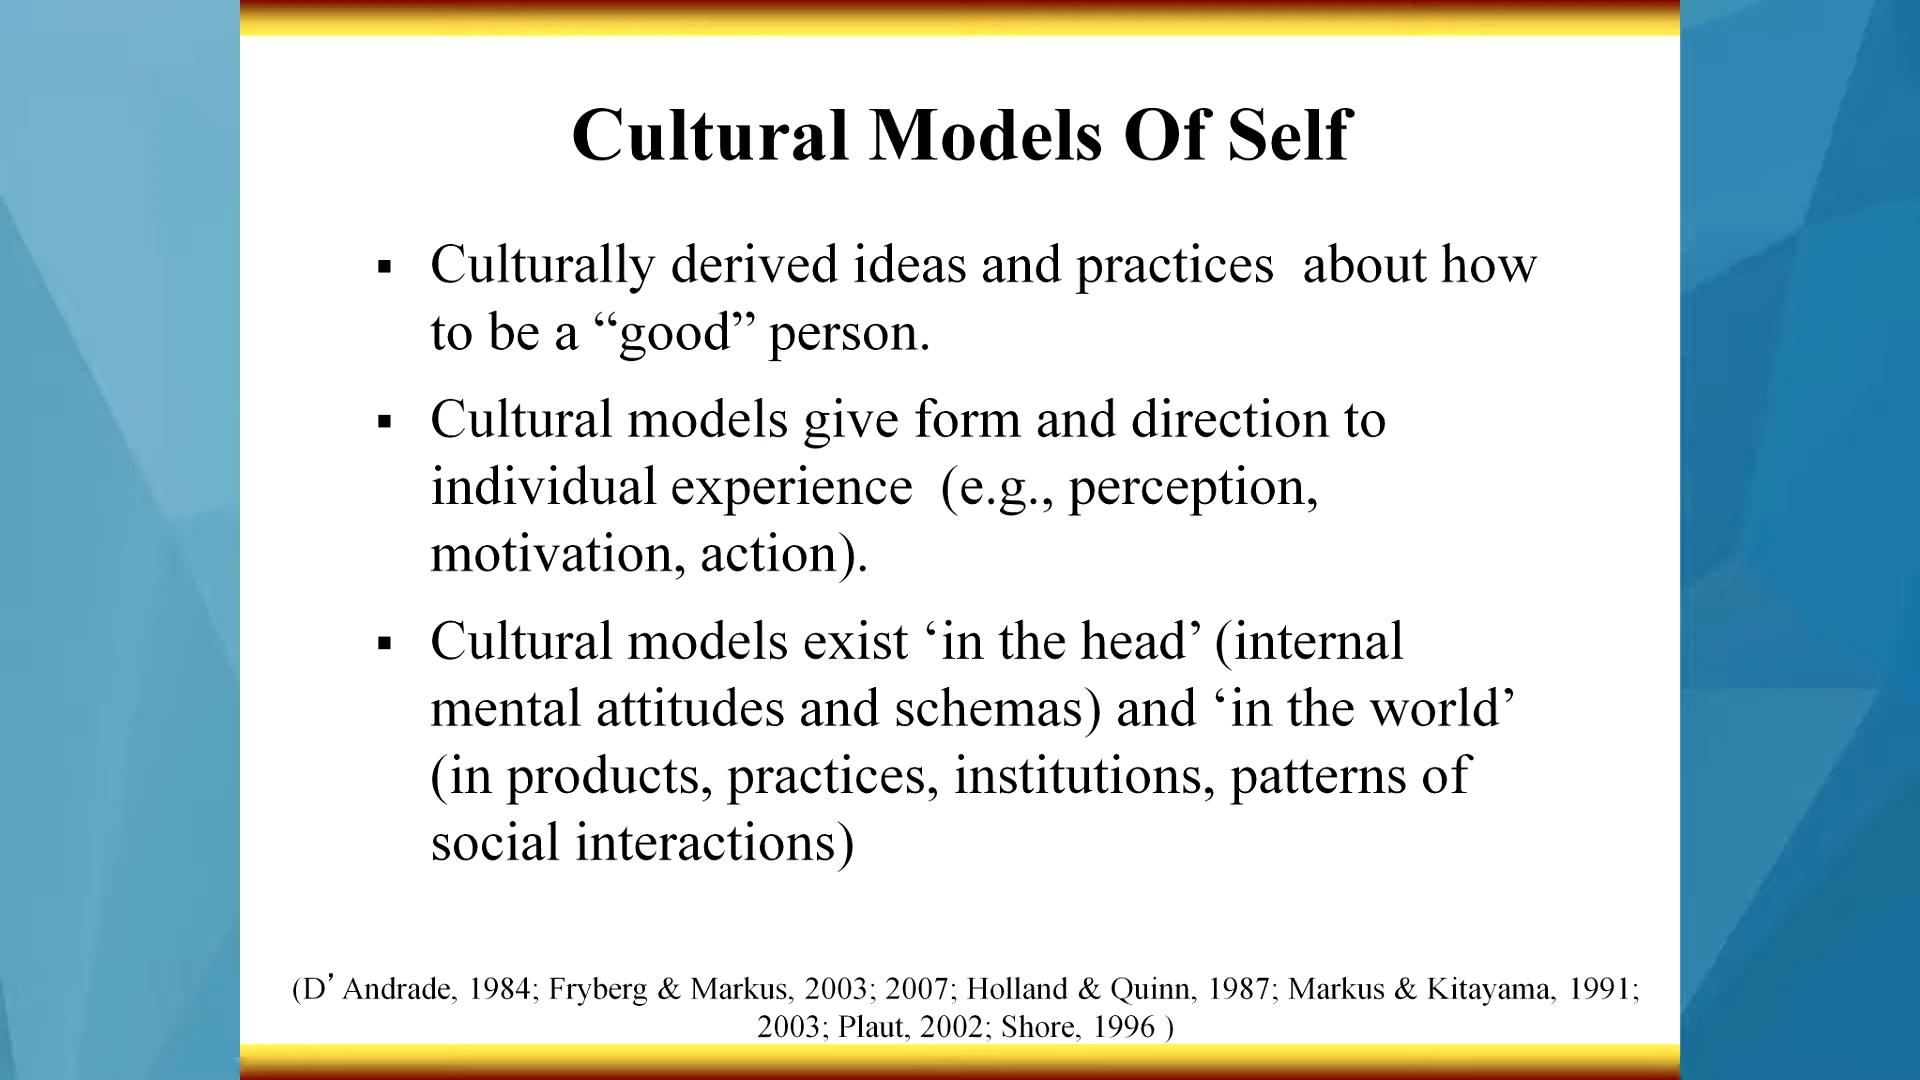 Cultural Models Of Self
▪ Culturally derived ideas and practices  about how
to be a “good” person.
▪ Cultural models give form and direction to
individual experience  (e.g., perception,
motivation, action).
▪ Cultural models exist ‘in the head’ (internal
mental attitudes and schemas) and ‘in the world’
(in products, practices, institutions, patterns of
social interactions)
(D’ Andrade, 1984; Fryberg & Markus, 2003; 2007; Holland & Quinn, 1987; Markus & Kitayama, 1991;
2003; Plaut, 2002; Shore, 1996 )